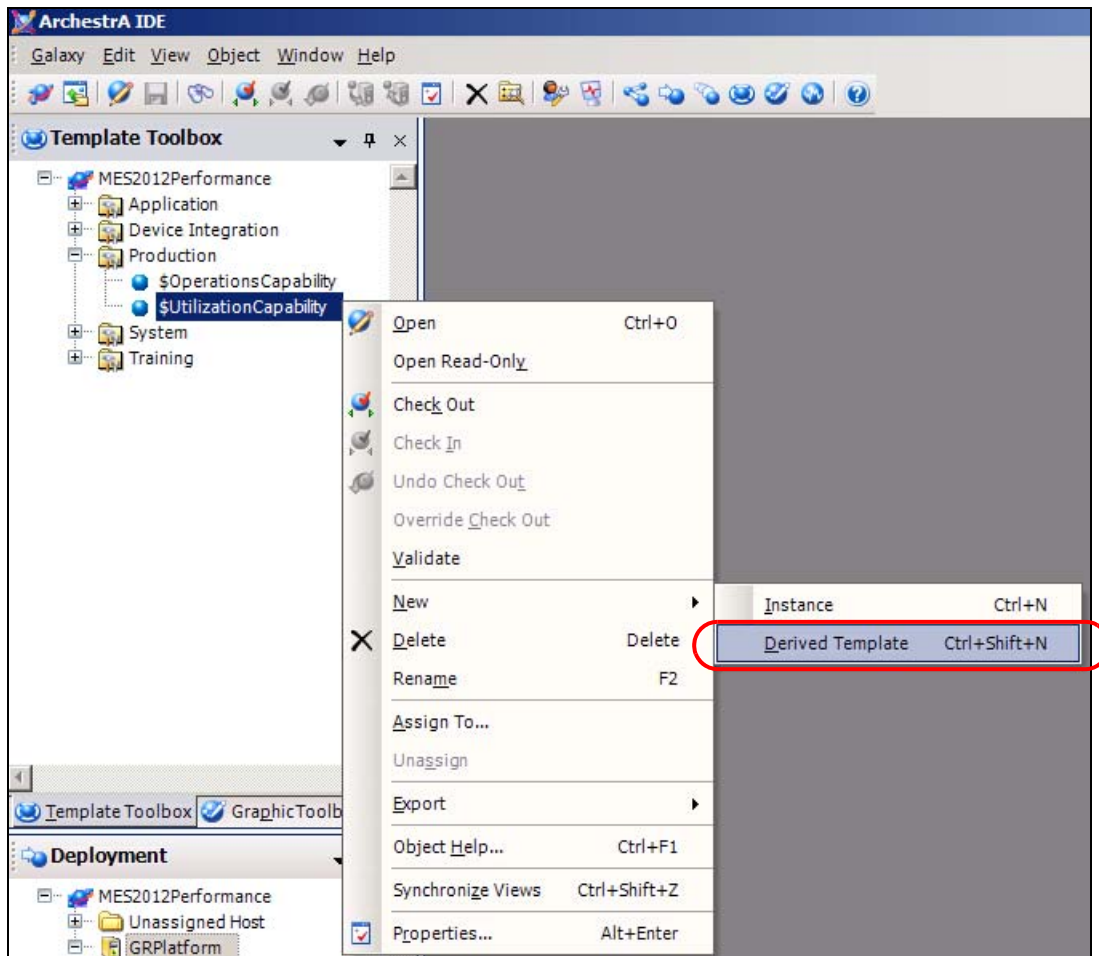 ArchestrA IDE
Galaxy Edit View Object Window Help
Template Toolbox
MES2012Performance
Application
Device Integration
Production
$OperationsCapability
$UtilizationCapability
System
Training
Open Ctrl+O
Open Read-Only
Check Out
Check In
Undo Check Out
Override Check Out
Validate
New
Delete Delete
Rename F2
Assign To...
Unassign
Export
Object Help... Ctrl+F1
Synchronize Views Ctrl+Shift+Z
Properties... Alt+Enter
Instance Ctrl+N
Derived Template Ctrl+Shift+N
Template Toolbox GraphicToolb
Deployment
MES2012Performance
Unassigned Host
GRPlatform